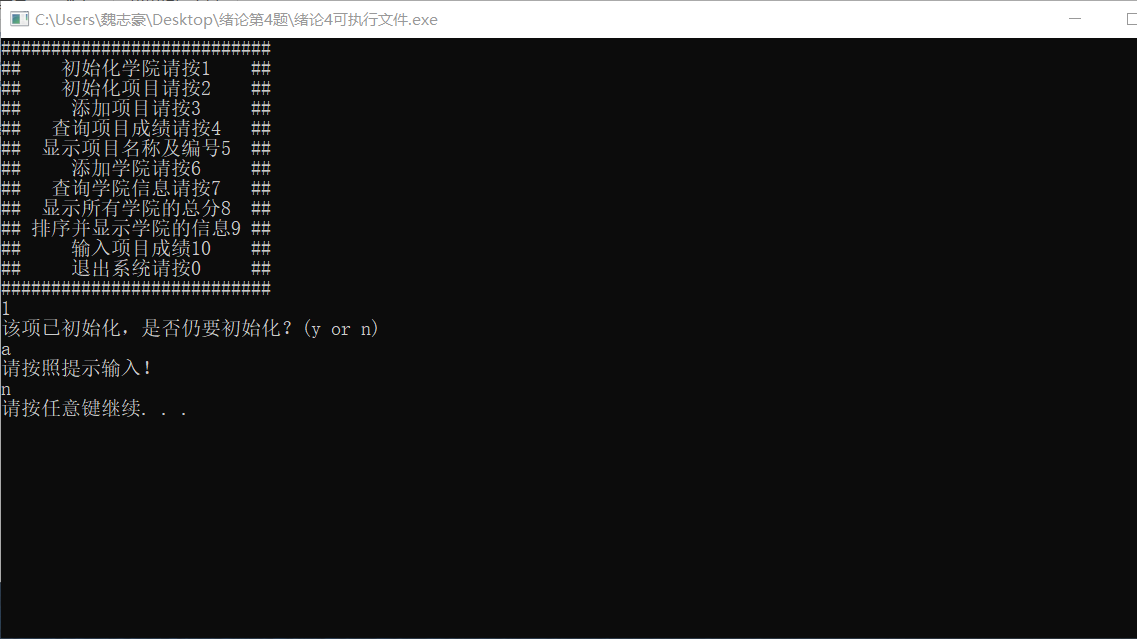 C:\Users\魏志豪\Desktop\绪论第4题\绪论4可执行文件.exe
###########################
##    初始化学院请按1    ##
##    初始化项目请按2    ##
##     添加项目请按3     ##
##   查询项目成绩请按4   ##
##  显示项目名称及编号5  ##
##     添加学院请按6     ##
##   查询学院信息请按7   ##
##  显示所有学院的总分8  ##
## 排序并显示学院的信息9 ##
##     输入项目成绩10    ##
##     退出系统请按0     ##
###########################
1
该项已初始化，是否仍要初始化？(y or n)
a
请按照提示输入！
n
请按任意键继续. . .